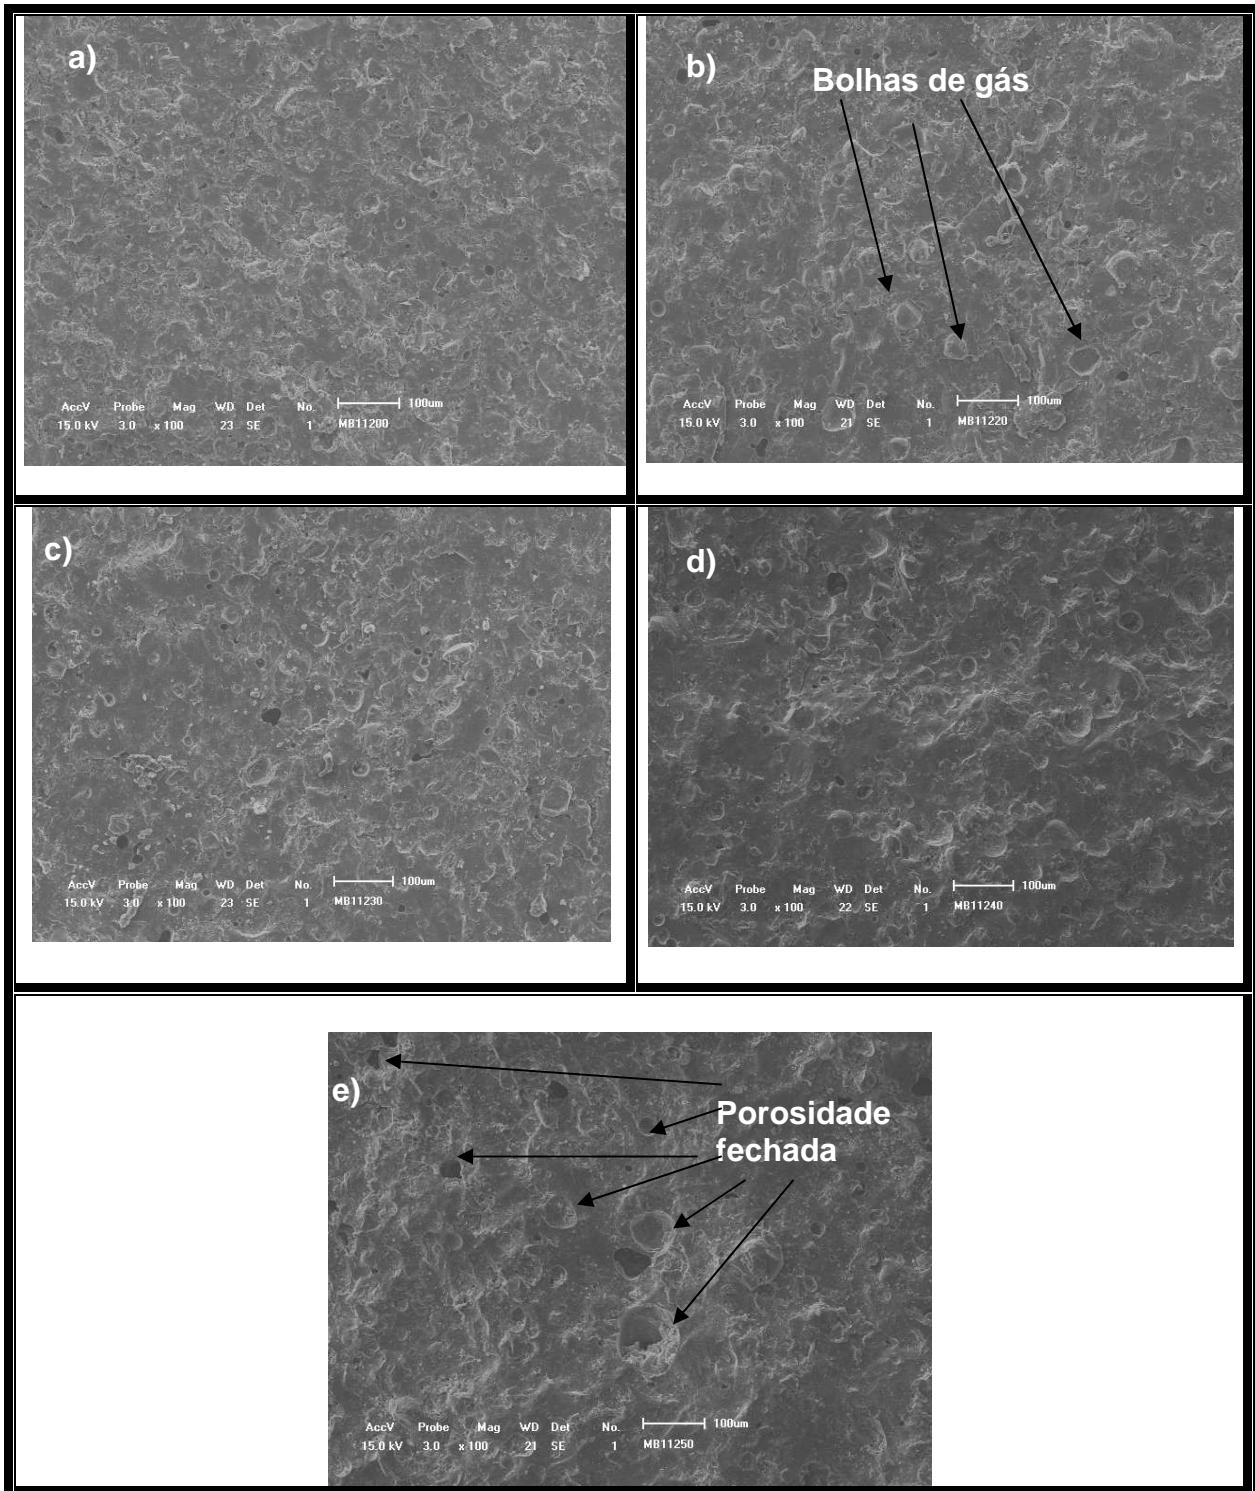 a)
AccV Probe Mag WD Det No. 100um
15.0 kV 3.0 x 100 23 SE 1 MB11200
b)
Bolhas de gás
AccV Probe Mag WD Det No. 100um
15.0 kV 3.0 x 100 21 SE 1 MB11220
c)
AccV Probe Mag WD Det No. 100um
15.0 kV 3.0 x 100 23 SE 1 MB11230
d)
AccV Probe Mag WD Det No. 100um
15.0 kV 3.0 x 100 22 SE 1 MB11240
e)
Porosidade
fechada
AccV Probe Mag WD Det No. 100um
15.0 kV 3.0 x 100 21 SE 1 MB11250